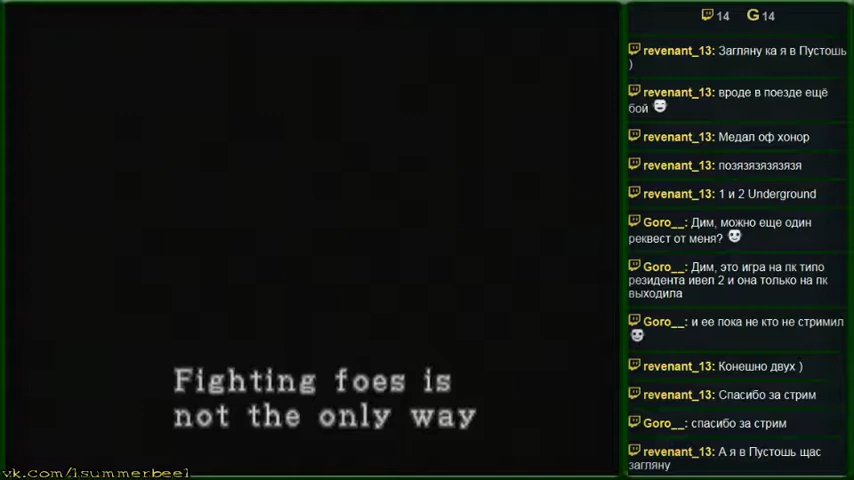 14 G 14
revenant_13: Загляну ка я в Пустошь
)
revenant_13: вроде в поезде ещё
бой
revenant_13: Медал оф хонор
revenant_13: позязязязязя
revenant_13: 1 и 2 Underground
Goro__: Дим, можно еще один
реквест от меня?
Goro__: Дим, это игра на пк типо
резидента ивел 2 и она только на пк
выходила
Goro__: и ее пока не кто не стримил
revenant_13: Конешно двух )
revenant_13: Спасибо за стрим
Goro__: спасибо за стрим
revenant_13: А я в Пустошь щас
загляну
Fighting foes is
not the only way
vk.com/1summerbee1